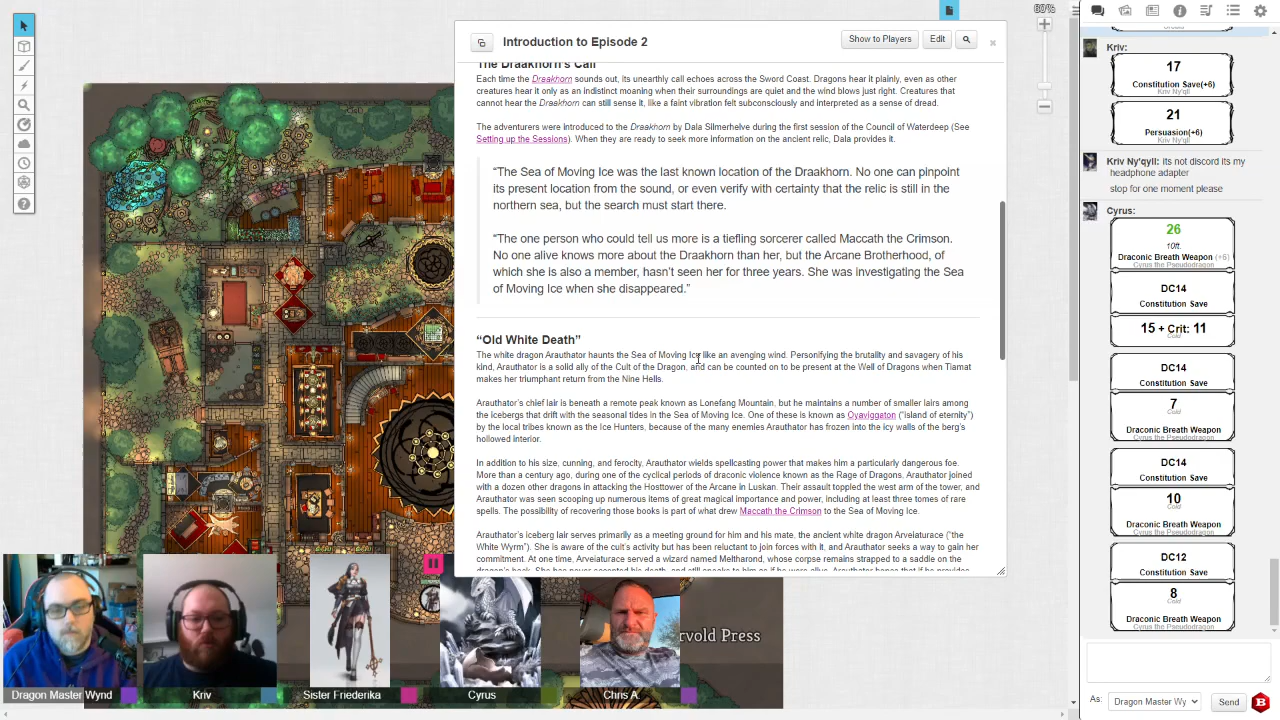 80%
Introduction to Episode 2
Show to Players
Edit
The Draakhorn's Call
Each time the Draakhorn sounds out, its unearthly call echoes across the Sword Coast. Dragons hear it plainly, even as other
creatures hear it only as an indistinct moaning when their surroundings are quiet and the wind blows just right. Creatures that
cannot hear the Draakhorn can still sense it, like a faint vibration felt subconsciously and interpreted as a sense of dread.
The adventurers were introduced to the Draakhorn by Dala Silmerhelve during the first session of the Council of Waterdeep (See
Setting up the Sessions). When they are ready to seek more information on the ancient relic, Dala provides it.
“The Sea of Moving Ice was the last known location of the Draakhorn. No one can pinpoint
its present location from the sound, or even verify with certainty that the relic is still in the
northern sea, but the search must start there.
“The one person who could tell us more is a tiefling sorcerer called Maccath the Crimson.
No one alive knows more about the Draakhorn than her, but the Arcane Brotherhood, of
which she is also a member, hasn’t seen her for three years. She was investigating the Sea
of Moving Ice when she disappeared.”
“Old White Death”
The white dragon Arauthator haunts the Sea of Moving Ice like an avenging wind. Personifying the brutality and savagery of his
kind, Arauthator is a solid ally of the Cult of the Dragon, and can be counted on to be present at the Well of Dragons when Tiamat
makes her triumphant return from the Nine Hells.
Arauthator’s chief lair is beneath a remote peak known as Lonefang Mountain, but he maintains a number of smaller lairs among
the icebergs that drift with the seasonal tides in the Sea of Moving Ice. One of these is known as Oyaviggaton (“island of eternity”)
by the local tribes known as the Ice Hunters, because of the many enemies Arauthator has frozen into the icy walls of the berg’s
hollowed interior.
In addition to his size, cunning, and ferocity, Arauthator wields spellcasting power that makes him a particularly dangerous foe.
More than a century ago, during one of the cyclical periods of draconic violence known as the Rage of Dragons, Arauthator joined
with a dozen other dragons in attacking the Hosttower of the Arcane in Luskan. Their assault toppled the west arm of the tower, and
Arauthator was seen scooping up numerous items of great magical importance and power, including at least three tomes of rare
spells. The possibility of recovering those books is part of what drew Maccath the Crimson to the Sea of Moving Ice.
Arauthator’s iceberg lair serves primarily as a meeting ground for him and his mate, the ancient white dragon Arveiaturace (“the
White Wyrm”). She is aware of the cult’s activity but has been reluctant to join forces with it, and Arauthator seeks a way to gain her
commitment. At one time, Arveiaturace served a wizard named Meltharond, whose corpse remains strapped to a saddle on the
rvold Press
Dragon Master Wynd
Kriv
Sister Friederika
Cyrus
Chris A.
Kriv:
17
Constitution Save(+6)
Kriv Ny'qll
21
Persuasion(+6)
Kriv Ny'qll
Kriv Ny'qyll: its not discord its my
headphone adapter
stop for one moment please
Cyrus:
26
10ft.
Draconic Breath Weapon (+6)
Cyrus the Pseudodragon
DC14
Constitution Save
15 + Crit: 11
DC14
Constitution Save
7
Cold
Draconic Breath Weapon
Cyrus the Pseudodragon
DC14
Constitution Save
10
Cold
Draconic Breath Weapon
Cyrus the Pseudodragon
DC12
Constitution Save
8
Cold
Draconic Breath Weapon
Cyrus the Pseudodragon
As:
Dragon Master Wy
Send